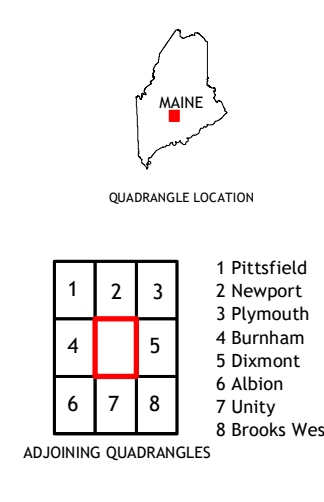 MAINE
QUADRANGLE LOCATION
1 2 3
4 5
6 7 8
1 Pittsfield
2 Newport
3 Plymouth
4 Burnham
5 Dixmont
6 Albion
7 Unity
8 Brooks Wes
ADJOINING QUADRANGLES